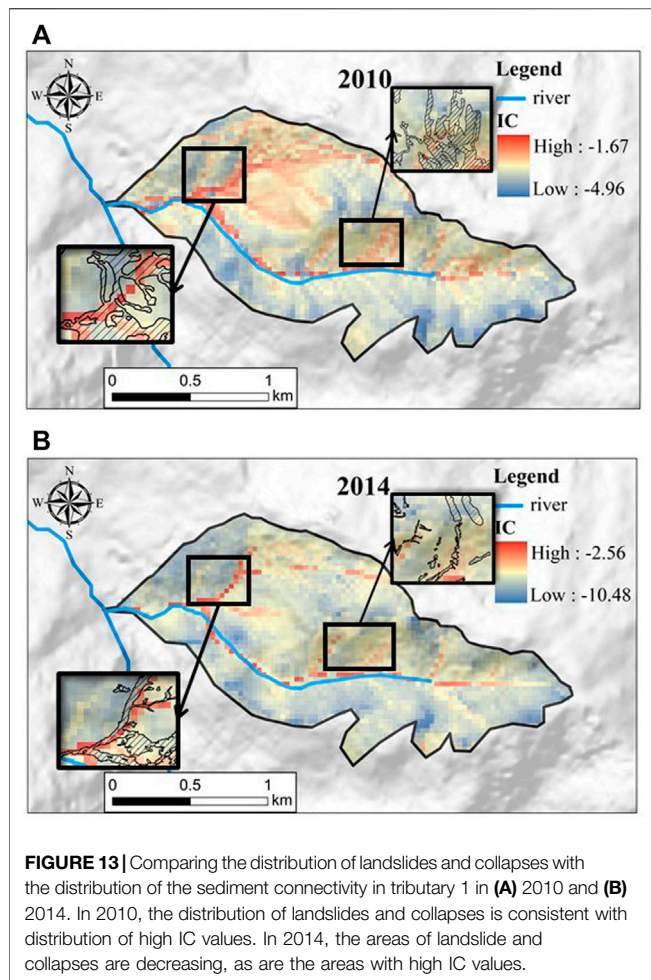 A
N
W E
S
2010
Legend
river
IC
High : -1.67
Low : -4.96
0 0.5 1
km
B
N
W E
S
2014
Legend
river
IC
High : -2.56
Low : -10.48
0 0.5 1
km
FIGURE 13 | Comparing the distribution of landslides and collapses with
the distribution of the sediment connectivity in tributary 1 in (A) 2010 and (B)
2014. In 2010, the distribution of landslides and collapses is consistent with
distribution of high IC values. In 2014, the areas of landslide and
collapses are decreasing, as are the areas with high IC values.